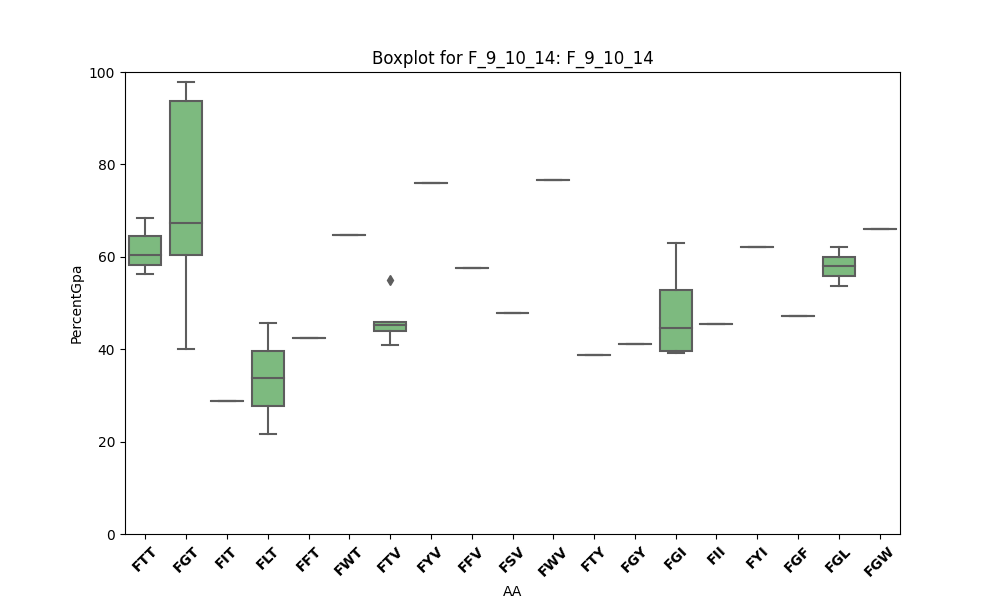 Boxplot for F_9_10_14: F_9_10_14
100
80
60
40
20
0
PercentGpa
FTT FGT FIT FLT FFT FWT FTV FYV FFV FSV FWV FTY FGY FGI FII FYI FGF FGL FGW
AA